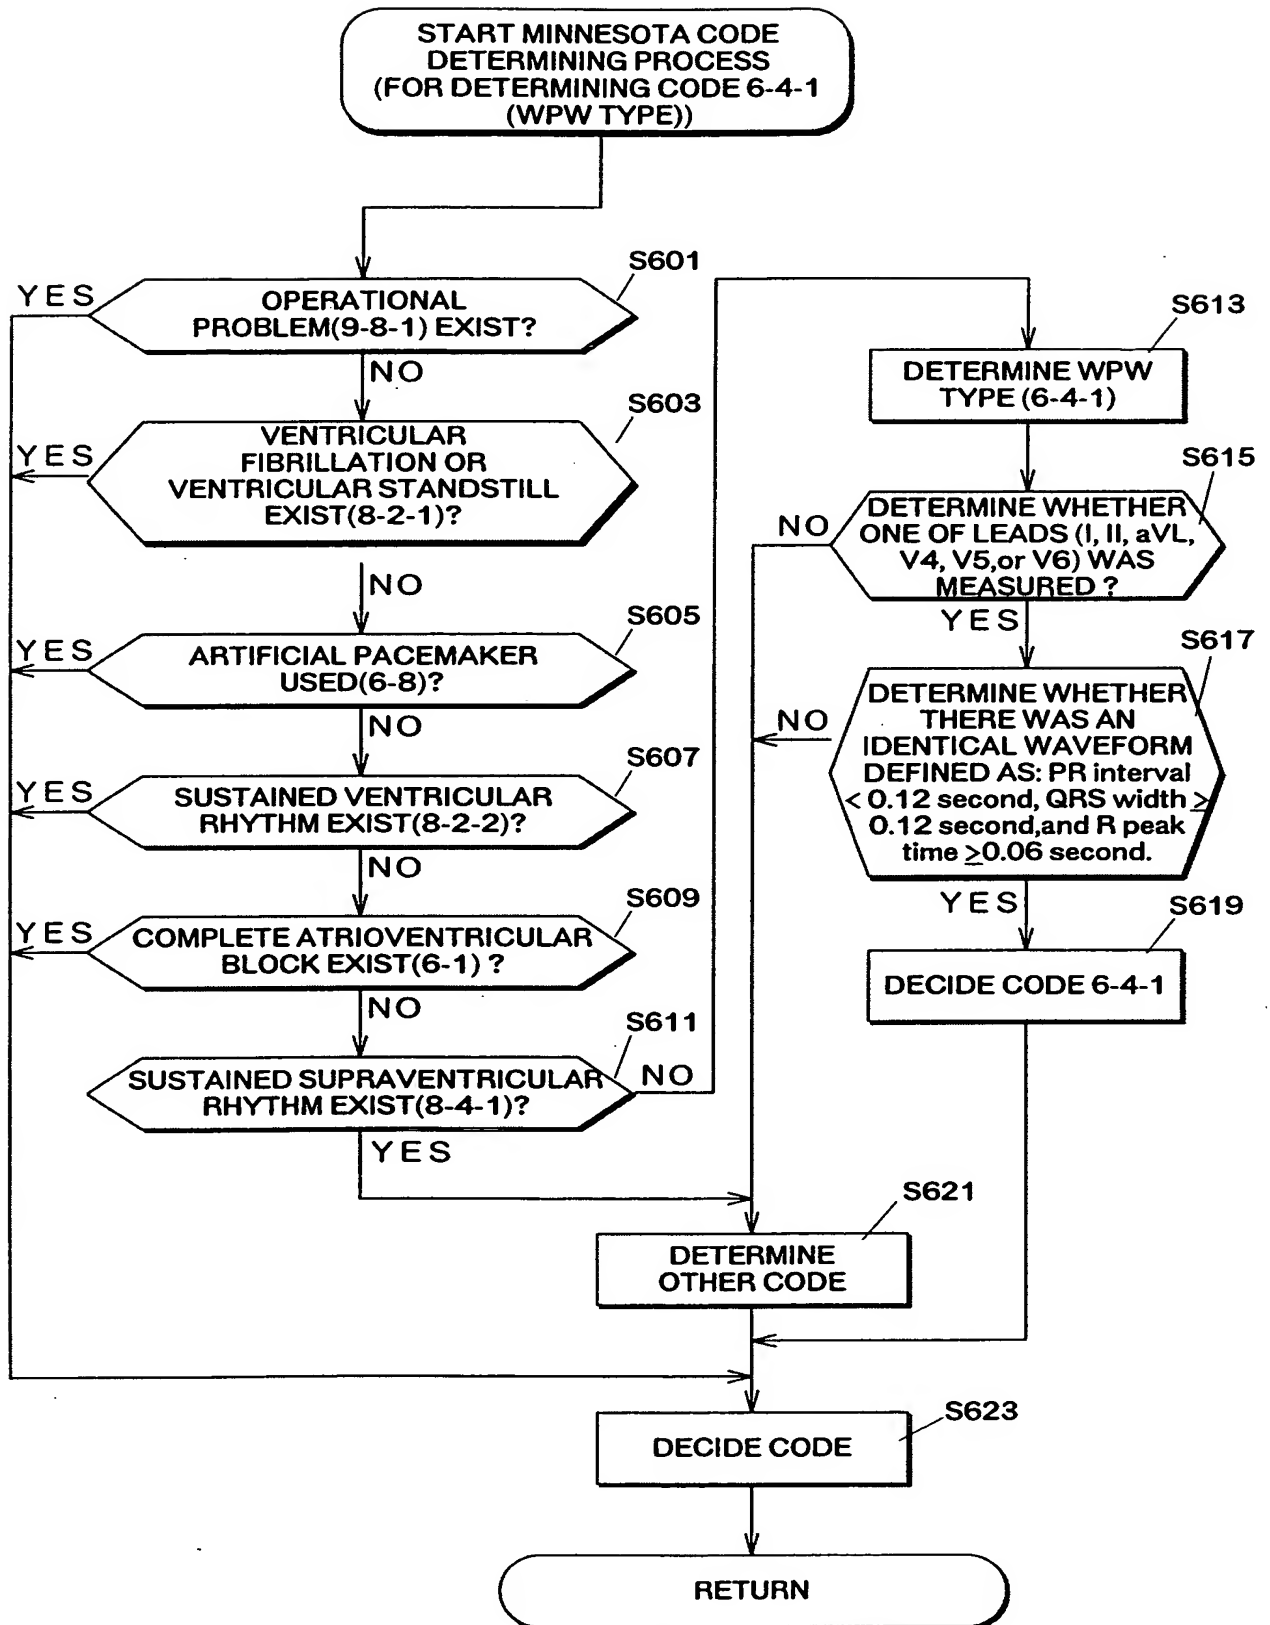 START MINNESOTA CODE
DETERMINING PROCESS
(FOR DETERMINING CODE 6-4-1
(WPW TYPE))
S601
YES
OPERATIONAL
PROBLEM(9-8-1) EXIST?
NO
S603
YES
VENTRICULAR
FIBRILLATION OR
VENTRICULAR STANDSTILL
EXIST(8-2-1)?
NO
S605
YES
ARTIFICIAL PACEMAKER
USED(6-8)?
NO
S607
YES
SUSTAINED VENTRICULAR
RHYTHM EXIST(8-2-2)?
NO
S609
YES
COMPLETE ATRIOVENTRICULAR
BLOCK EXIST(6-1) ?
NO
S611
SUSTAINED SUPRAVENTRICULAR
RHYTHM EXIST(8-4-1)?
NO
YES
S613
DETERMINE WPW
TYPE (6-4-1)
S615
NO
DETERMINE WHETHER
ONE OF LEADS (I, II, aVL,
V4, V5,or V6) WAS
MEASURED ?
YES
S617
NO
DETERMINE WHETHER
THERE WAS AN
IDENTICAL WAVEFORM
DEFINED AS: PR interval
< 0.12 second, QRS width ≥
0.12 second,and R peak
time ≥0.06 second.
YES
S619
DECIDE CODE 6-4-1
S621
DETERMINE
OTHER CODE
S623
DECIDE CODE
RETURN